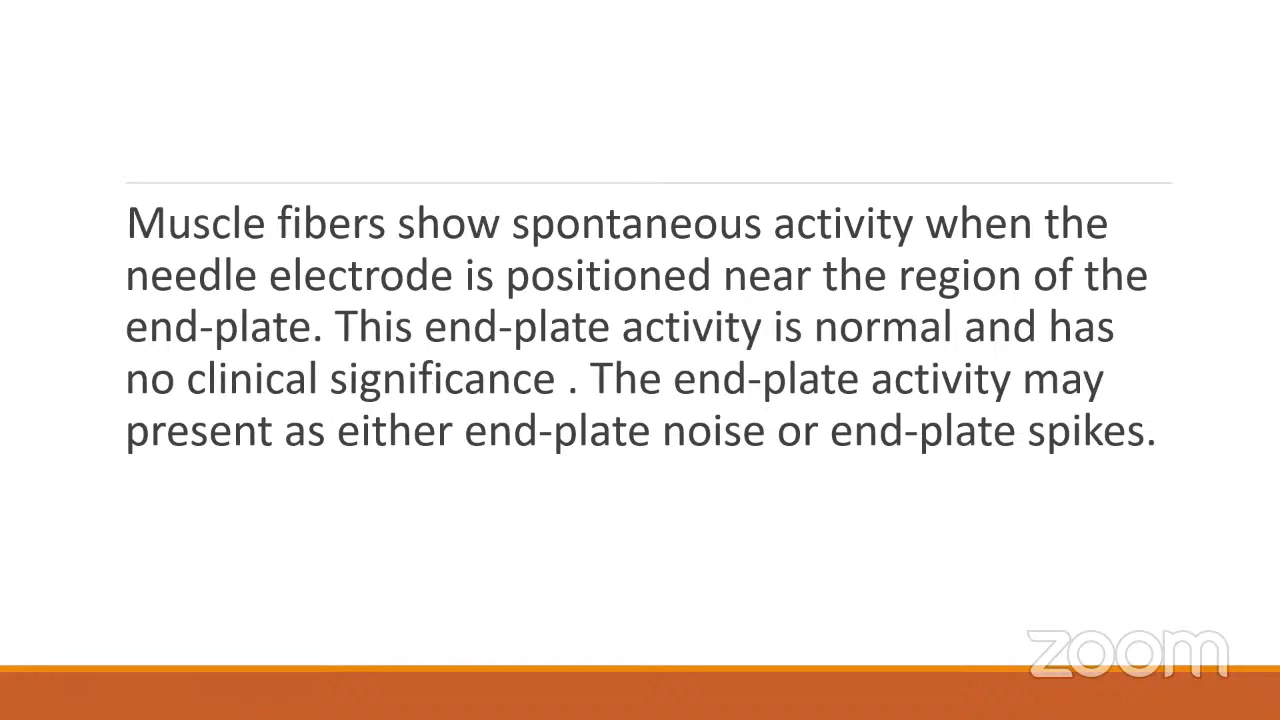 Muscle fibers show spontaneous activity when the
needle electrode is positioned near the region of the
end-plate. This end-plate activity is normal and has
no clinical significance . The end-plate activity may
present as either end-plate noise or end-plate spikes.
zoom